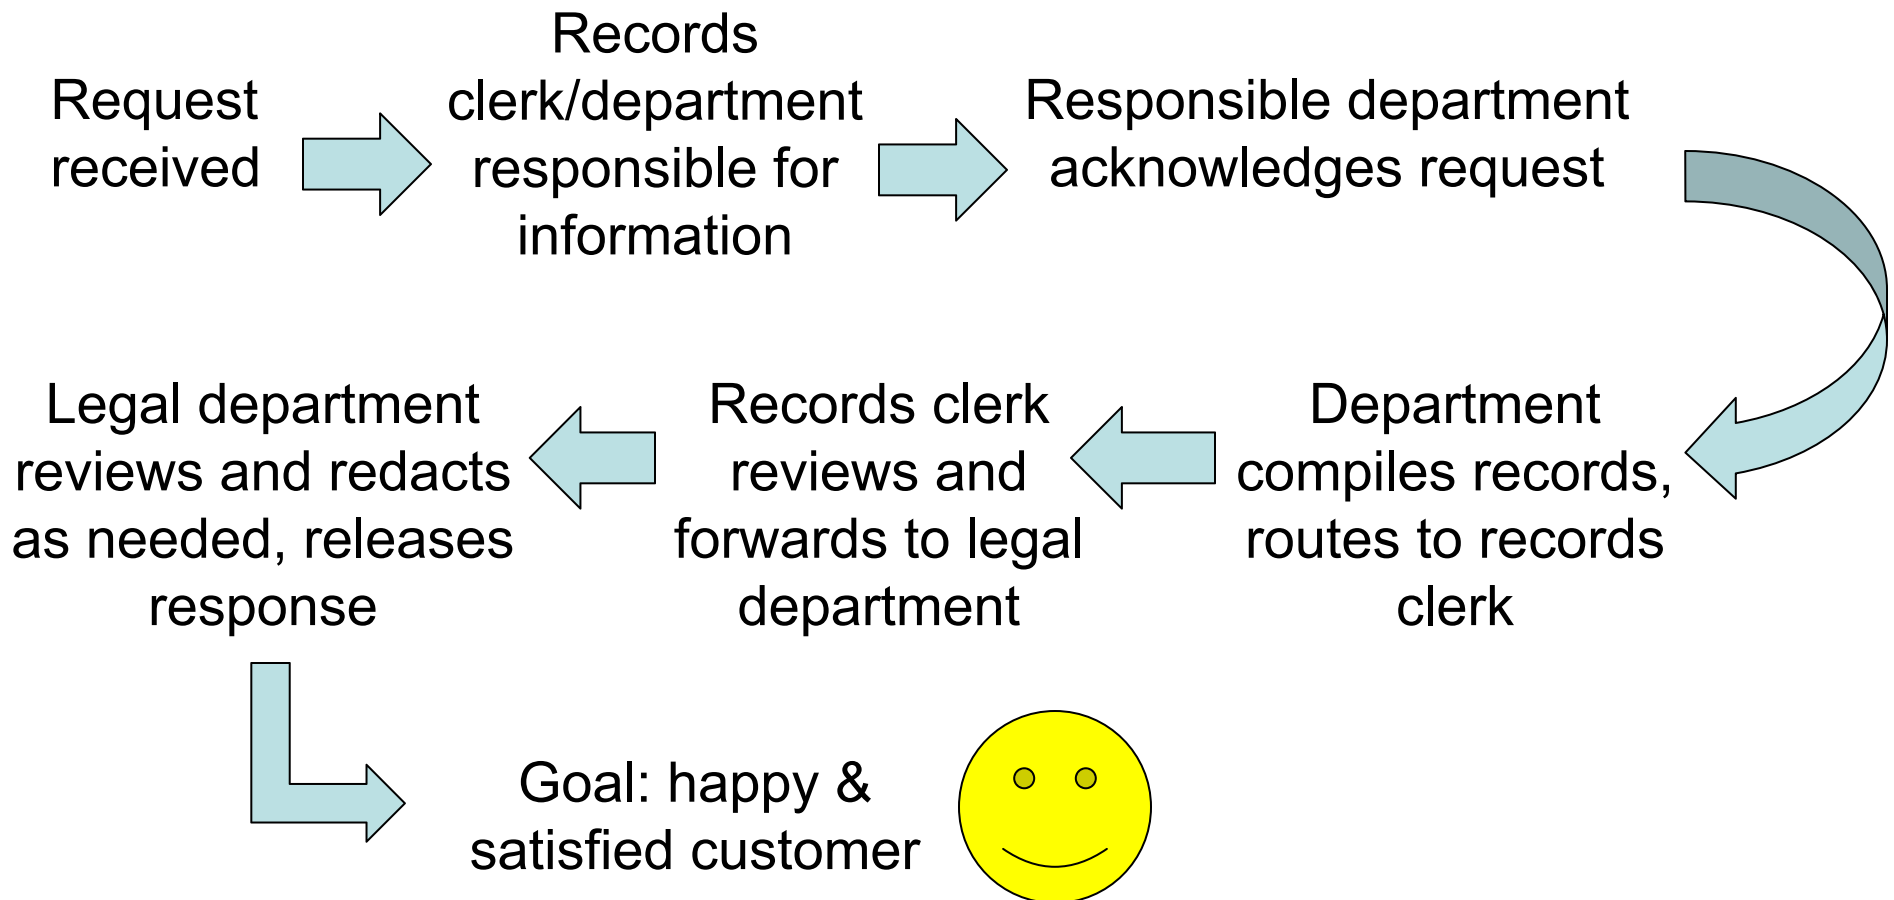 Request
received
Records
clerk/department
responsible for
information
Responsible department
acknowledges request
Department
compiles records,
routes to records
clerk
Records clerk
reviews and
forwards to legal
department
Legal department
reviews and redacts
as needed, releases
response
Goal: happy &
satisfied customer